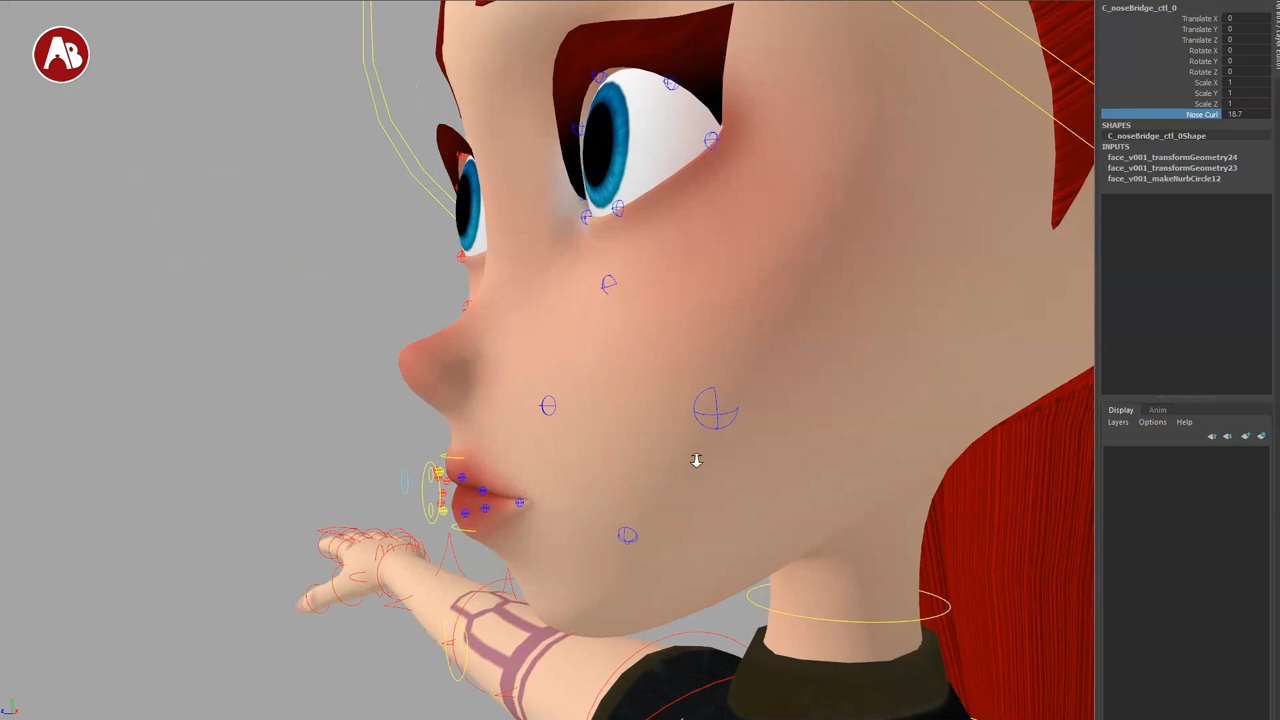 AB
C_noseBridge_ctl_0
Translate X 0
Translate Y 0
Translate Z 0
Rotate X 0
Rotate Y 0
Rotate Z 0
Scale X 1
Scale Y 1
Scale Z 1
Nose Curl 18.7
SHAPES
C_noseBridge_ctl_0Shape
INPUTS
face_v001_transformGeometry24
face_v001_transformGeometry23
face_v001_makeNurbCircle12
Display Anim
Layers Options Help